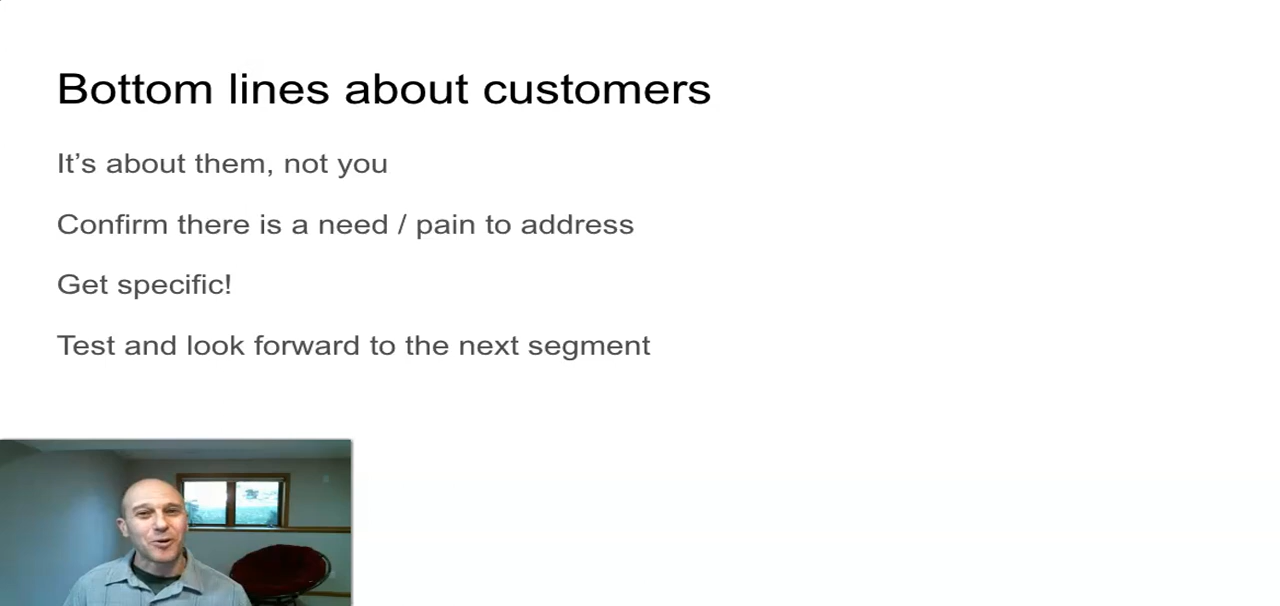 Bottom lines about customers
It’s about them, not you
Confirm there is a need / pain to address
Get specific!
Test and look forward to the next segment